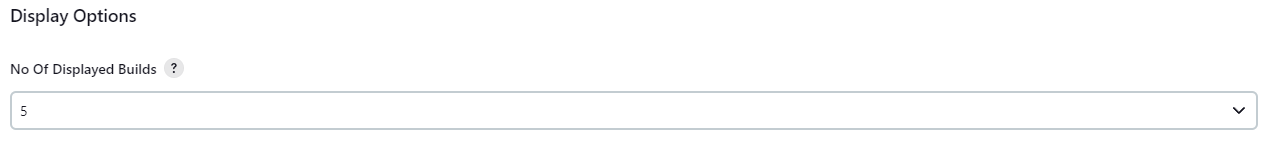 Display Options
No Of Displayed Builds ?
5